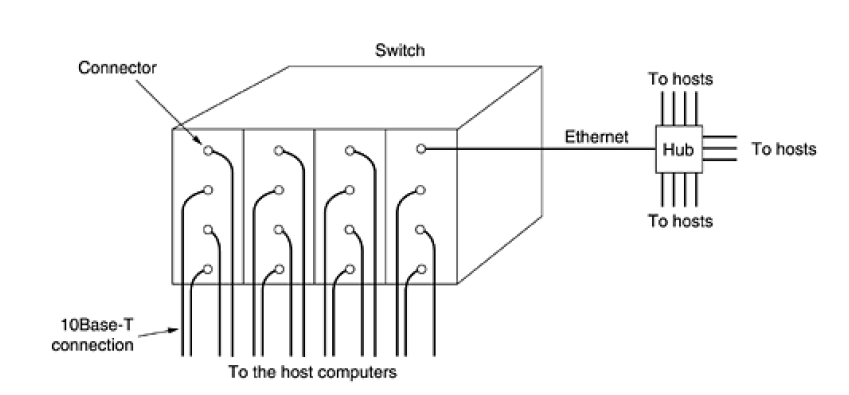 Switch
Connector
To hosts
Ethernet
Hub
To hosts
To hosts
10Base-T
connection
To the host computers